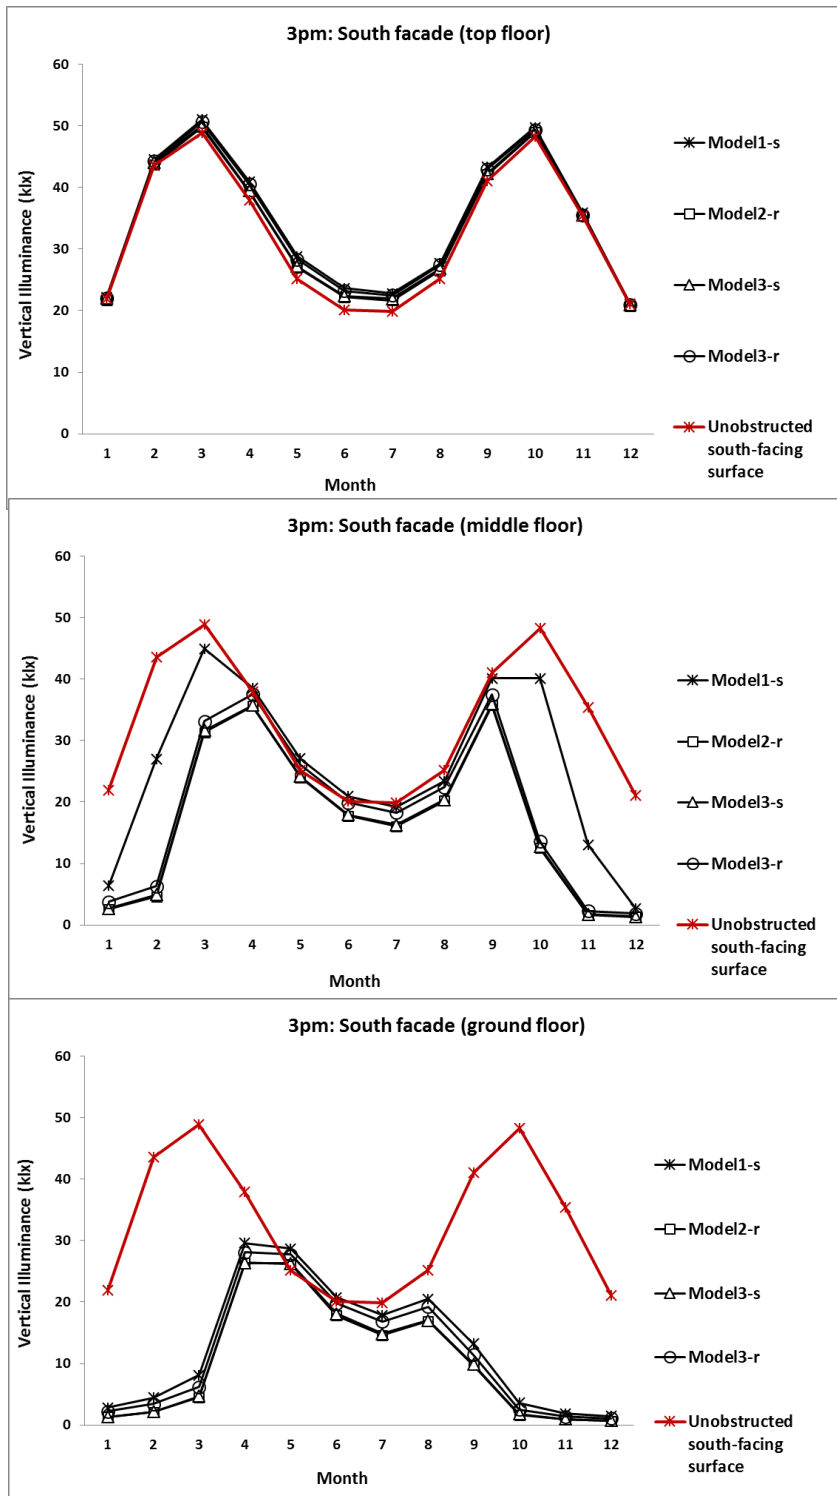 3pm: South facade (top floor)
60
50
40
30
20
10
0
Vertical Illuminance (klx)
1 2 3 4 5 6 7 8 9 10 11 12
Month
Model1-s
Model2-r
Model3-s
Model3-r
Unobstructed
south-facing
surface
3pm: South facade (middle floor)
60
50
40
30
20
10
0
Vertical Illuminance (klx)
1 2 3 4 5 6 7 8 9 10 11 12
Month
Model1-s
Model2-r
Model3-s
Model3-r
Unobstructed
south-facing
surface
3pm: South facade (ground floor)
60
50
40
30
20
10
0
Vertical Illuminance (klx)
1 2 3 4 5 6 7 8 9 10 11 12
Month
Model1-s
Model2-r
Model3-s
Model3-r
Unobstructed
south-facing
surface